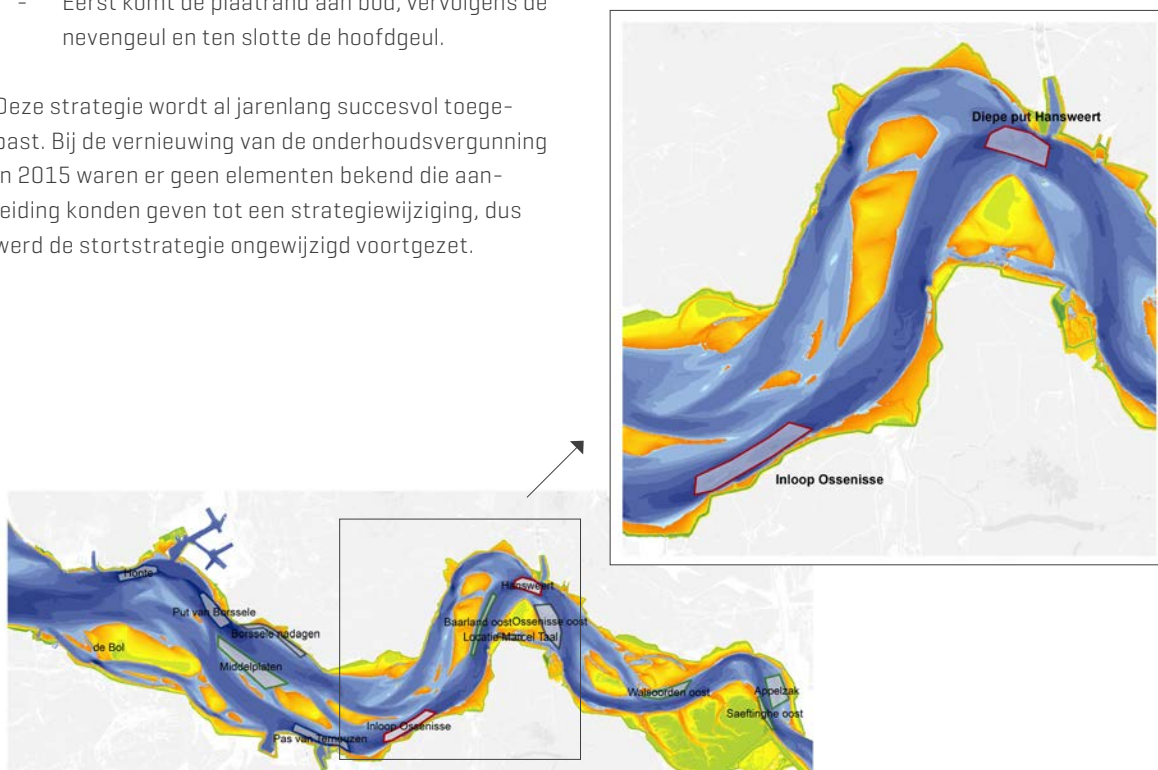 - Eerst komt de plaatrand aan bod, vervolgens de
nevengeul en ten slotte de hoofdgeul.
Deze strategie wordt al jarenlang succesvol toege-
past. Bij de vernieuwing van de onderhoudsvergunning
in 2015 waren er geen elementen bekend die aan-
leiding konden geven tot een strategiewijziging, dus
werd de stortstrategie ongewijzigd voortgezet.
Diepe put Hansweert
Inloop Ossenisse
Honte
Put van Borssele
Borssele nadagen
de Bol
Middelplaten
Pas van Terneuzen
Inloop Ossenisse
Hansweert
Baarland oost
Ossenisse oost
Locatie Marcel Taal
Walsoorden oost
Appelzak
Saeftinghe oost